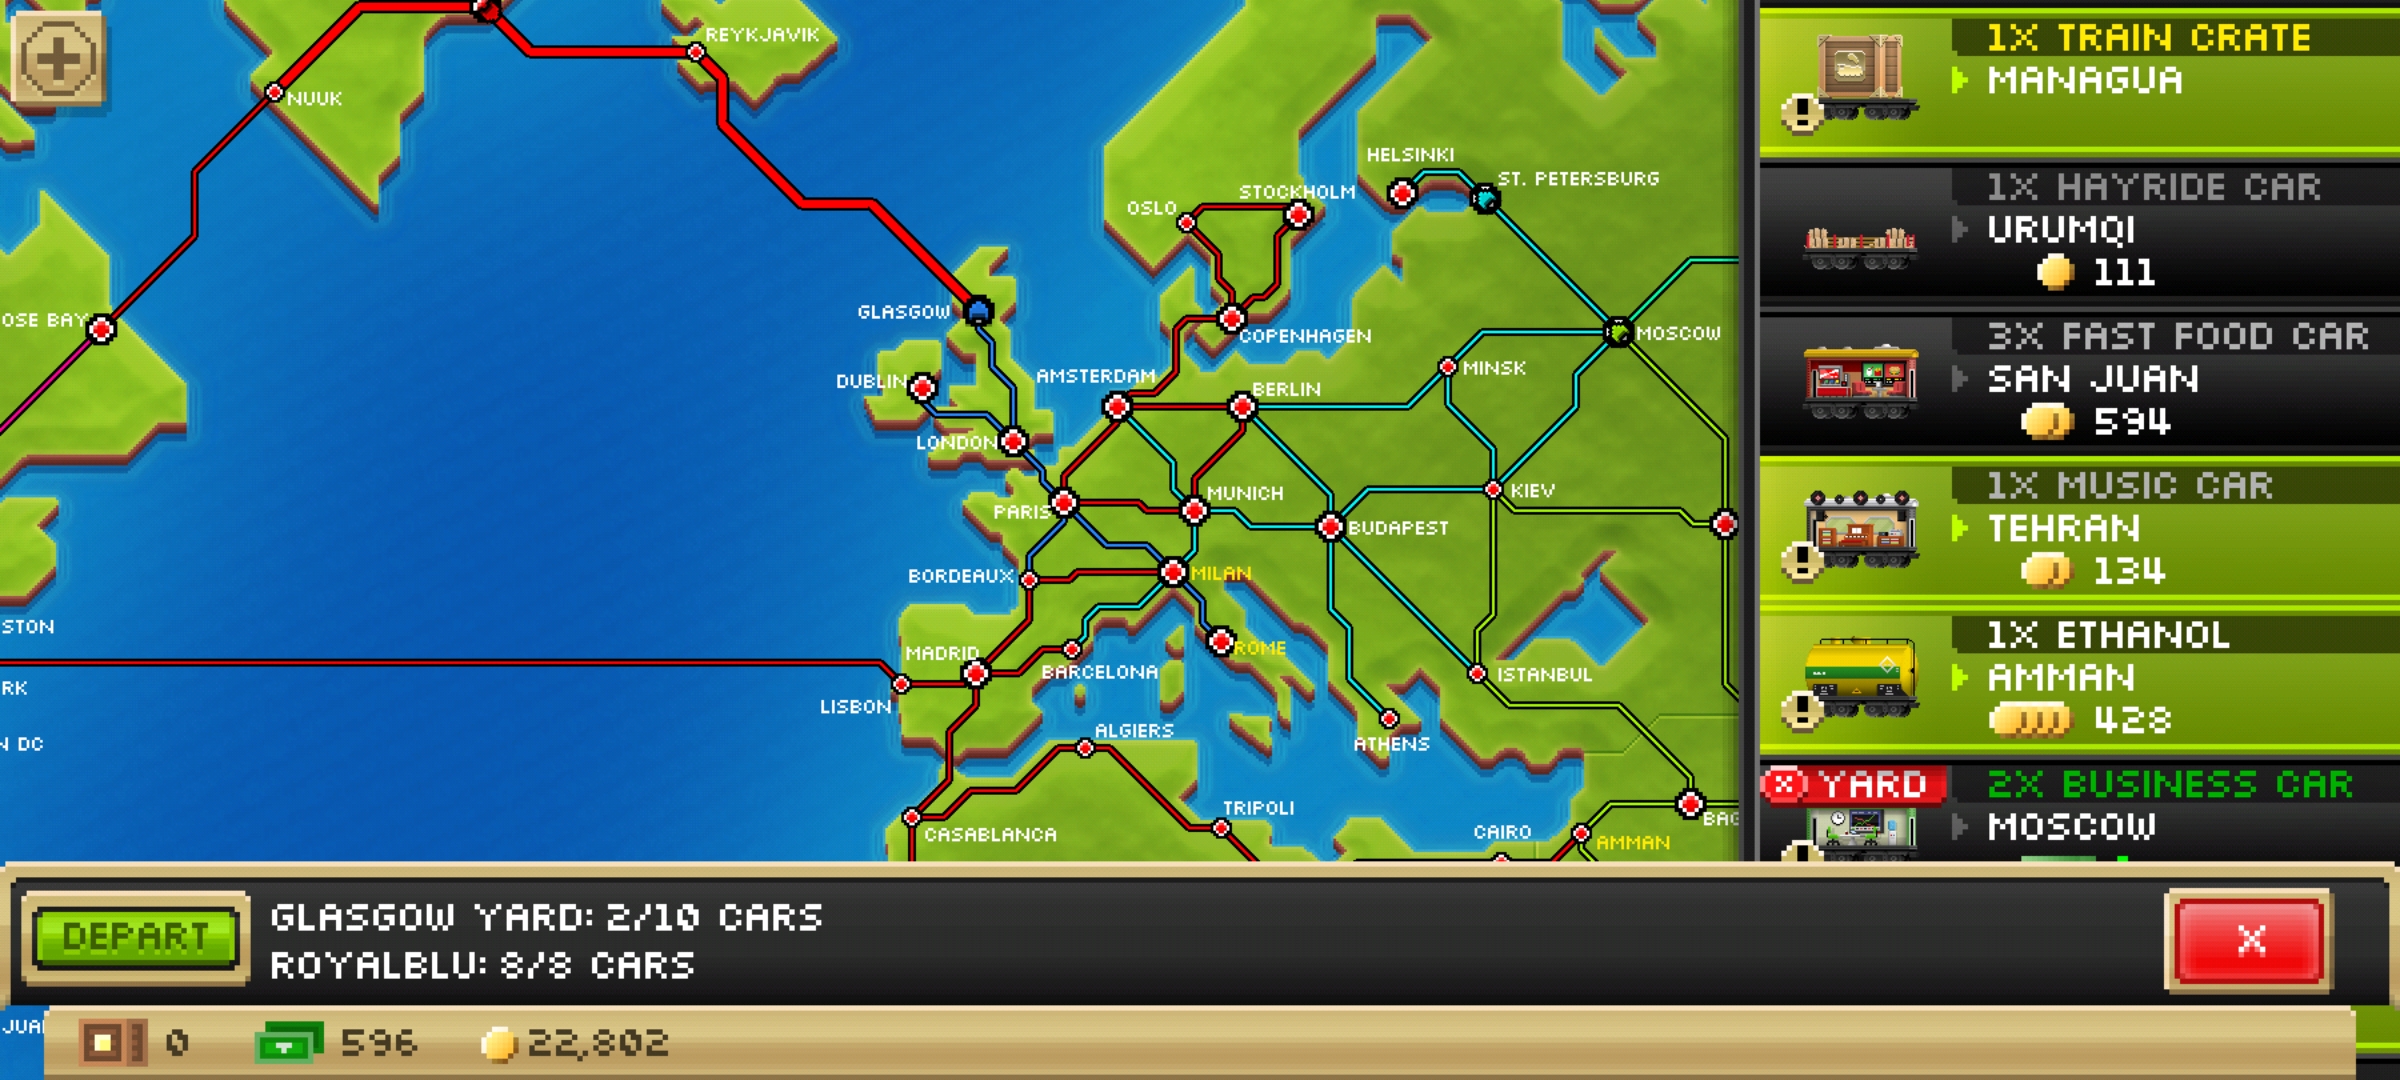 REYKJAVIK
NUUK
OSE BAY
GLASGOW
DUBLIN
LONDON
OSLO
STOCKHOLM
HELSINKI
ST. PETERSBURG
COPENHAGEN
MOSCOW
AMSTERDAM
BERLIN
MINSK
PARIS
MUNICH
KIEV
BUDAPEST
BORDEAUX
MILAN
STON
MADRID
ROME
BARCELONA
ISTANBUL
RK
LISBON
N DC
ALGIERS
ATHENS
TRIPOLI
CASABLANCA
CAIRO
AMMAN
BAG
1X TRAIN CRATE
MANAGUA
1X HAYRIDE CAR
URUMQI
111
3X FAST FOOD CAR
SAN JUAN
594
1X MUSIC CAR
TEHRAN
134
1X ETHANOL
AMMAN
428
YARD
2X BUSINESS CAR
MOSCOW
DEPART
GLASGOW YARD: 2/10 CARS
ROYALBLU: 8/8 CARS
X
JUA
0
596
22,802